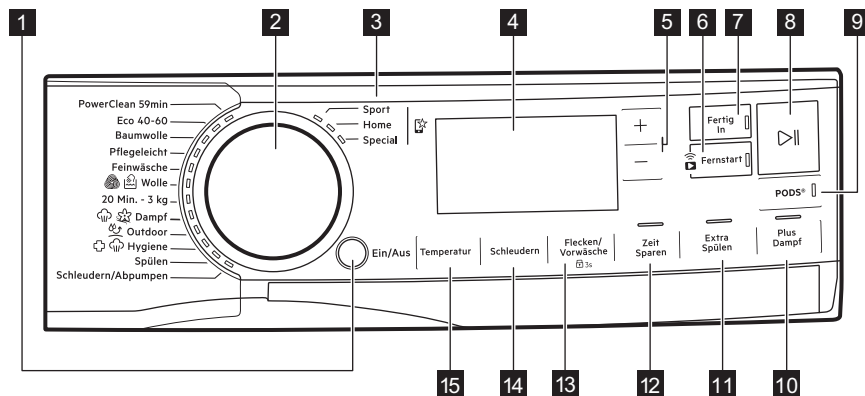 1
2
3
4
5
6
7
8
9
PowerClean 59min
Eco 40-60
Baumwolle
Pflegeleicht
Feinwäsche
Wolle
20 Min. - 3 kg
Dampf
Outdoor
Hygiene
Spülen
Schleudern/Abpumpen
Sport
Home
Special
Ein/Aus
Temperatur
Schleudern
Flecken/
Vorwäsche
3s
Zeit
Sparen
Extra
Spülen
Plus
Dampf
+
−
Fertig
In
Fernstart
PODS®
15
14
13
12
11
10